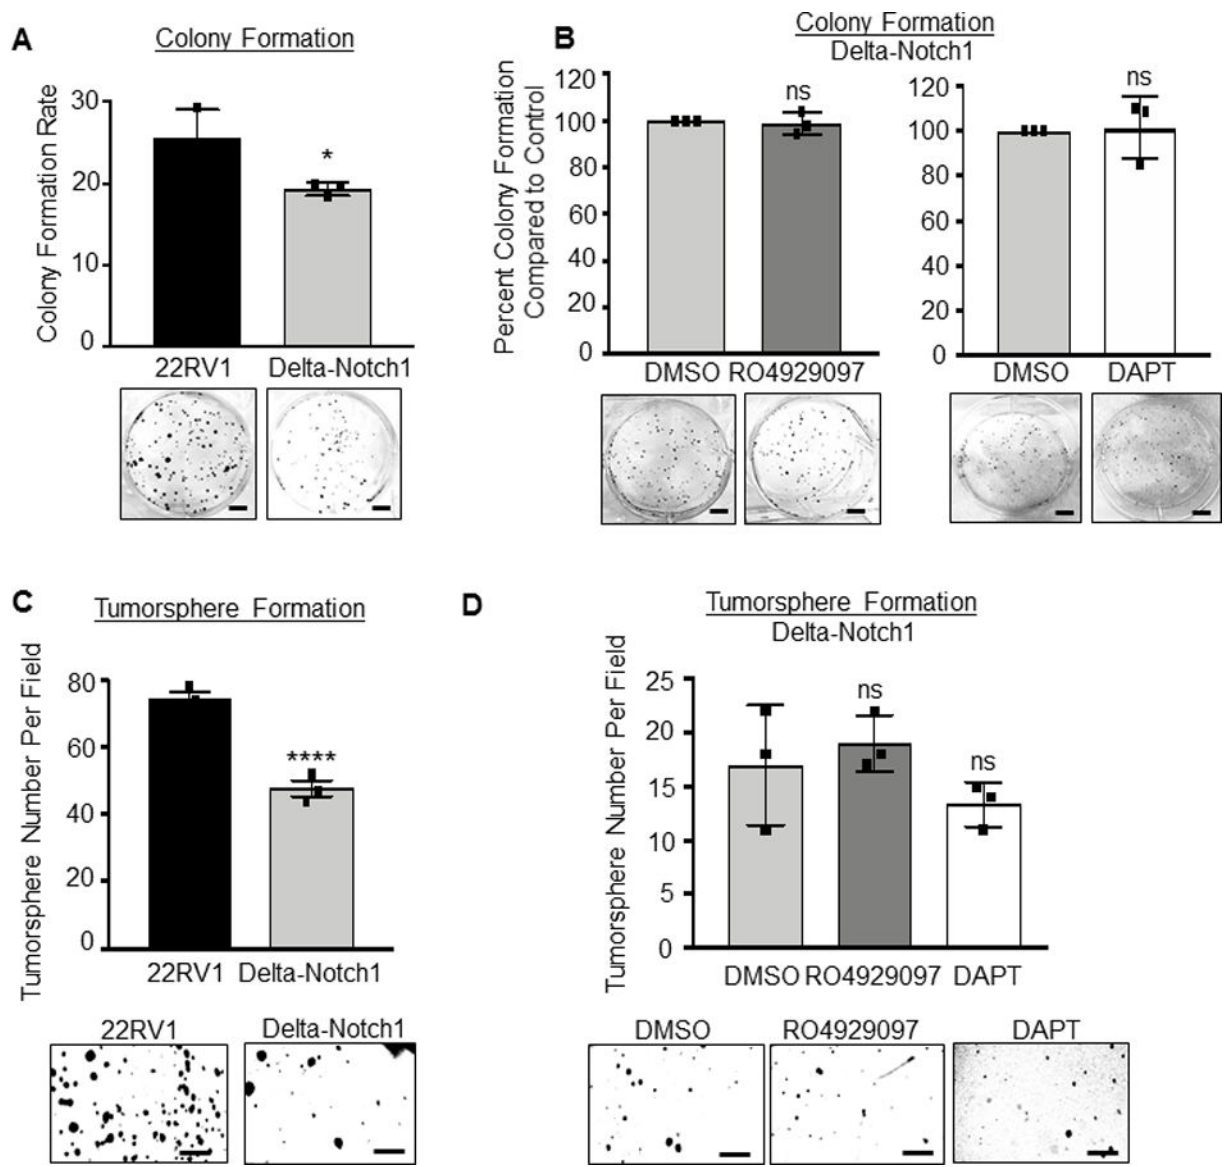 A
Colony Formation
Colony Formation Rate
30
20
10
0
*
22RV1 Delta-Notch1
B
Colony Formation
Delta-Notch1
Percent Colony Formation
Compared to Control
120
100
80
60
40
20
0
ns
DMSO RO4929097
120
100
80
60
40
20
0
ns
DMSO DAPT
C
Tumorsphere Formation
Tumorsphere Number Per Field
80
60
40
20
0
****
22RV1 Delta-Notch1
22RV1 Delta-Notch1
D
Tumorsphere Formation
Delta-Notch1
Tumorsphere Number Per Field
25
20
15
10
5
0
ns
ns
DMSO RO4929097 DAPT
DMSO RO4929097 DAPT